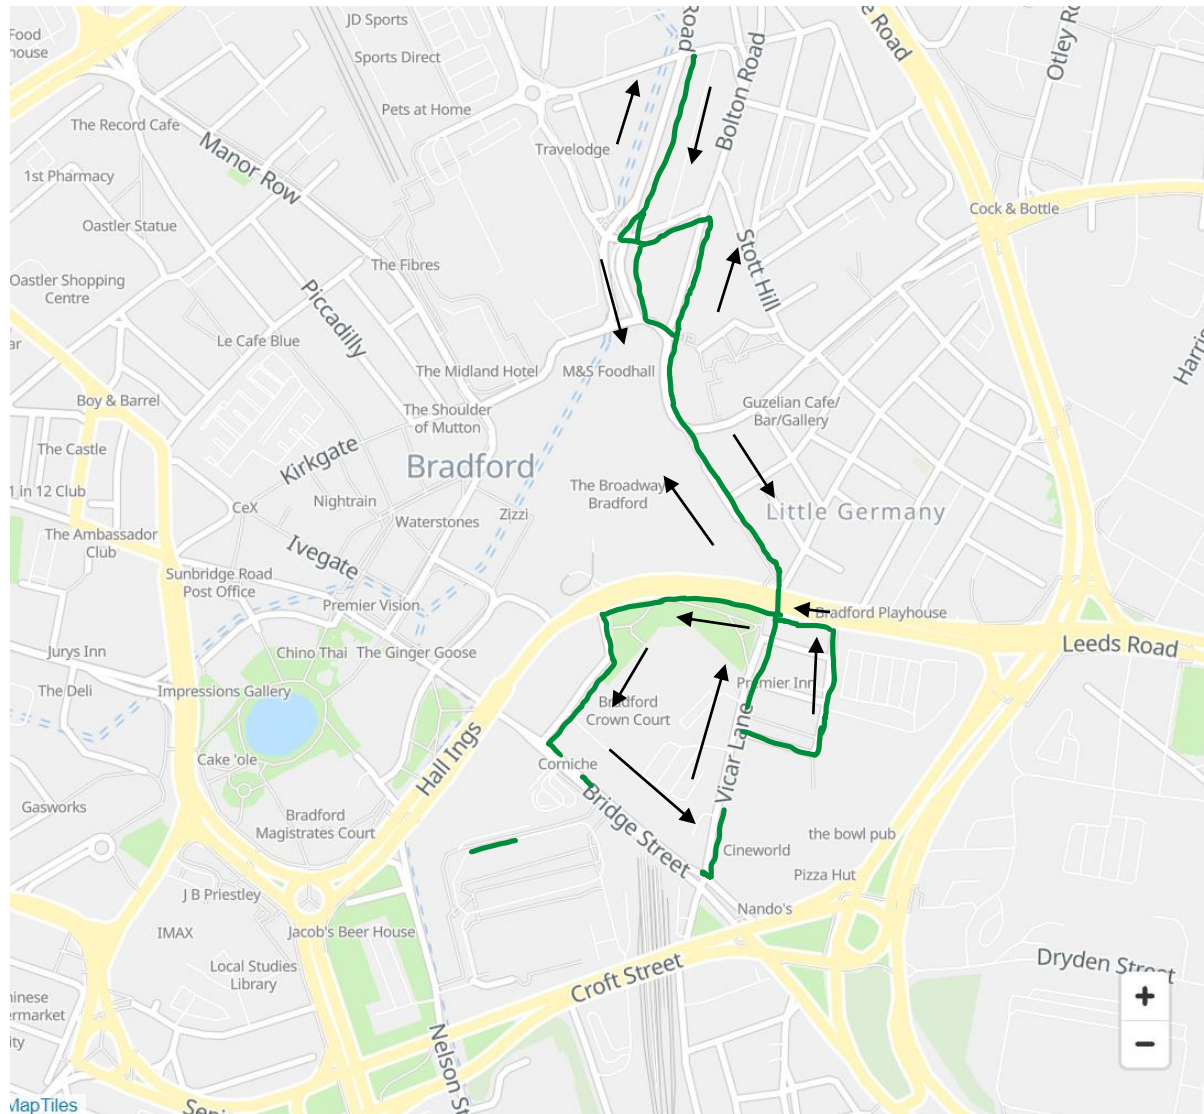 JD Sports
Food
house
Sports Direct
Road
e Road
Otley Ro
Bolton Road
Pets at Home
The Record Cafe
Manor Row
Travelodge
1st Pharmacy
Cock & Bottle
Oastler Statue
Stott Hill
The Fibres
Oastler Shopping
Centre
Piccadilly
Le Cafe Blue
ar
Harris
The Midland Hotel
M&S Foodhall
Boy & Barrel
The Shoulder
of Mutton
Guzelian Cafe/
Bar/Gallery
The Castle
Kirkgate
Bradford
1 in 12 Club
Nightrain
The Broadway
Bradford
CeX
Waterstones
Zizzi
Little Germany
The Ambassador
Club
Ivegate
Sunbridge Road
Post Office
Premier Vision
Bradford Playhouse
Jurys Inn
Chino Thai
The Ginger Goose
Leeds Road
The Deli
Impressions Gallery
Premier Inn
Bradford
Crown Court
Vicar Lane
Cake 'ole
Hall Ings
Corniche
Gasworks
Bradford
Magistrates Court
Bridge Street
the bowl pub
Cineworld
Pizza Hut
J B Priestley
Nando's
IMAX
Jacob's Beer House
Local Studies
Library
Croft Street
Dryden Street
hinese
ermarket
ity
+
−
Nelson St
MapTiles